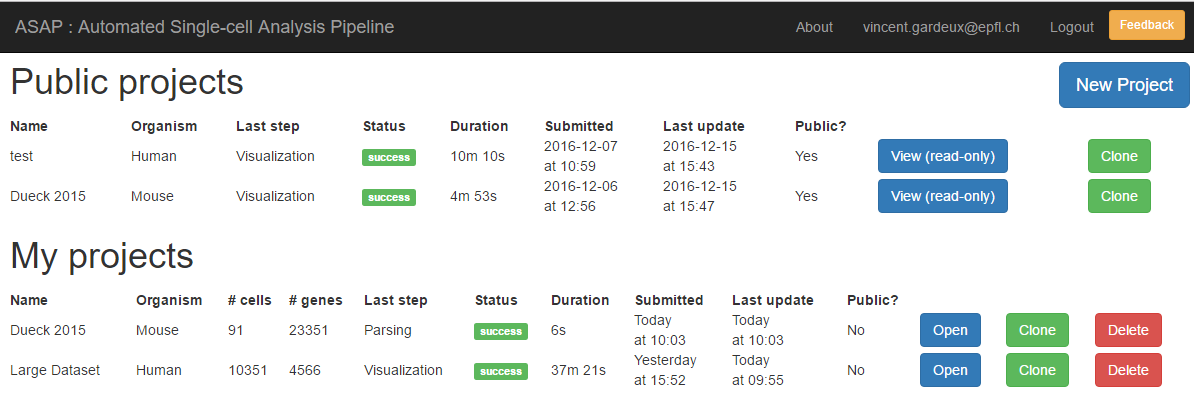 ASAP : Automated Single-cell Analysis Pipeline About vincent.gardeux@epfl.ch Logout Feedback
Public projects New Project
Name Organism Last step Status Duration Submitted Last update Public?
test Human Visualization success 10m 10s 2016-12-07 at 10:59 2016-12-15 at 15:43 Yes View (read-only) Clone
Dueck 2015 Mouse Visualization success 4m 53s 2016-12-06 at 12:56 2016-12-15 at 15:47 Yes View (read-only) Clone
My projects
Name Organism # cells # genes Last step Status Duration Submitted Last update Public?
Dueck 2015 Mouse 91 23351 Parsing success 6s Today at 10:03 Today at 10:03 No Open Clone Delete
Large Dataset Human 10351 4566 Visualization success 37m 21s Yesterday at 15:52 Today at 09:55 No Open Clone Delete